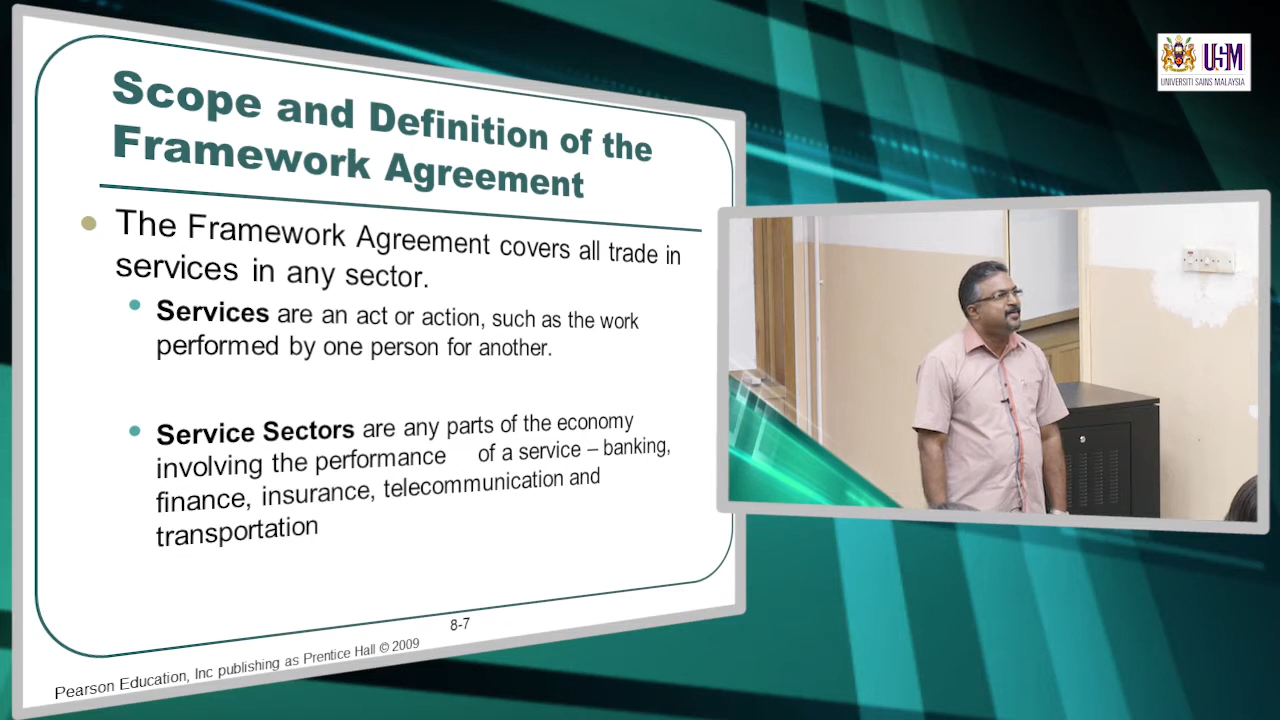 Scope and Definition of the
Framework Agreement
The Framework Agreement covers all trade in
services in any sector.
Services are an act or action, such as the work
performed by one person for another.
Service Sectors are any parts of the economy
involving the performance of a service – banking,
finance, insurance, telecommunication and
transportation
8-7
Pearson Education, Inc publishing as Prentice Hall © 2009
USM
UNIVERSITI SAINS MALAYSIA